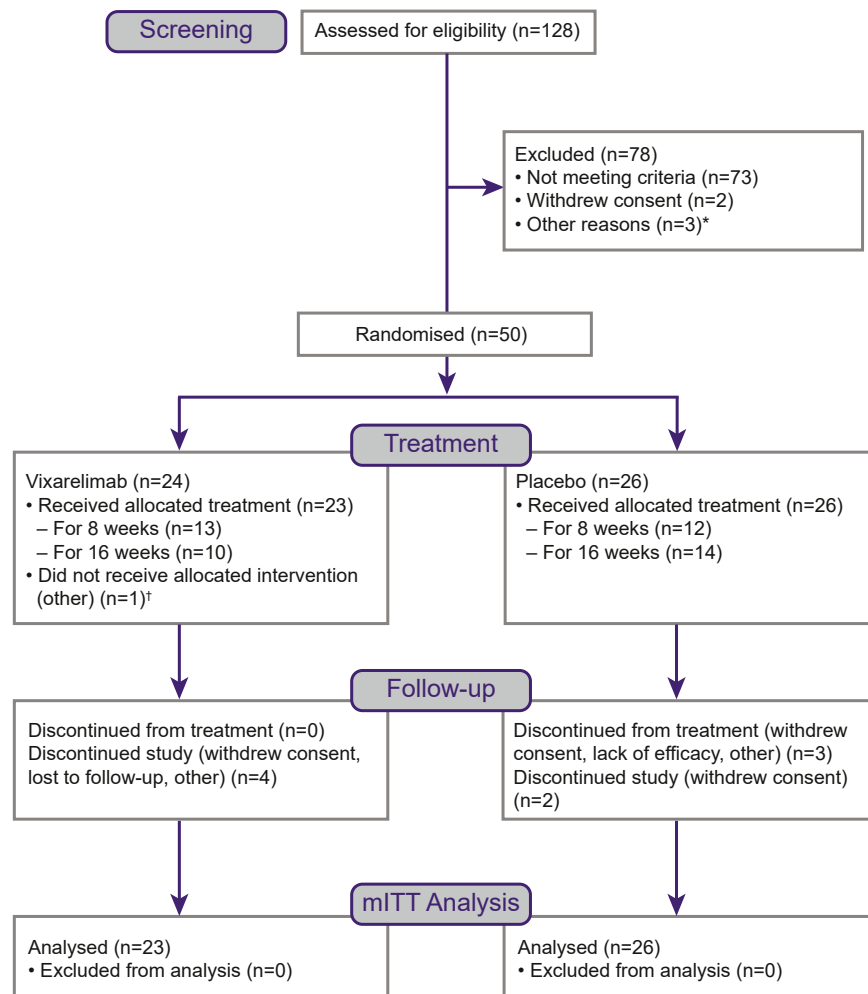 Screening
Assessed for eligibility (n=128)
Excluded (n=78)
• Not meeting criteria (n=73)
• Withdrew consent (n=2)
• Other reasons (n=3)*
Randomised (n=50)
Treatment
Vixarelimab (n=24)
• Received allocated treatment (n=23)
– For 8 weeks (n=13)
– For 16 weeks (n=10)
• Did not receive allocated intervention
(other) (n=1)†
Placebo (n=26)
• Received allocated treatment (n=26)
– For 8 weeks (n=12)
– For 16 weeks (n=14)
Follow-up
Discontinued from treatment (n=0)
Discontinued study (withdrew consent,
lost to follow-up, other) (n=4)
Discontinued from treatment (withdrew
consent, lack of efficacy, other) (n=3)
Discontinued study (withdrew consent)
(n=2)
mITT Analysis
Analysed (n=23)
• Excluded from analysis (n=0)
Analysed (n=26)
• Excluded from analysis (n=0)